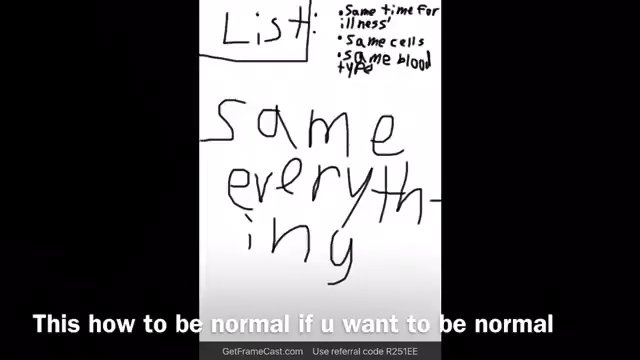 List:
• Same time for
illness'
• Same cells
• same blood
type
same
everyth-
ing
This how to be normal if u want to be normal
GetFrameCast.com Use referral code R251EE